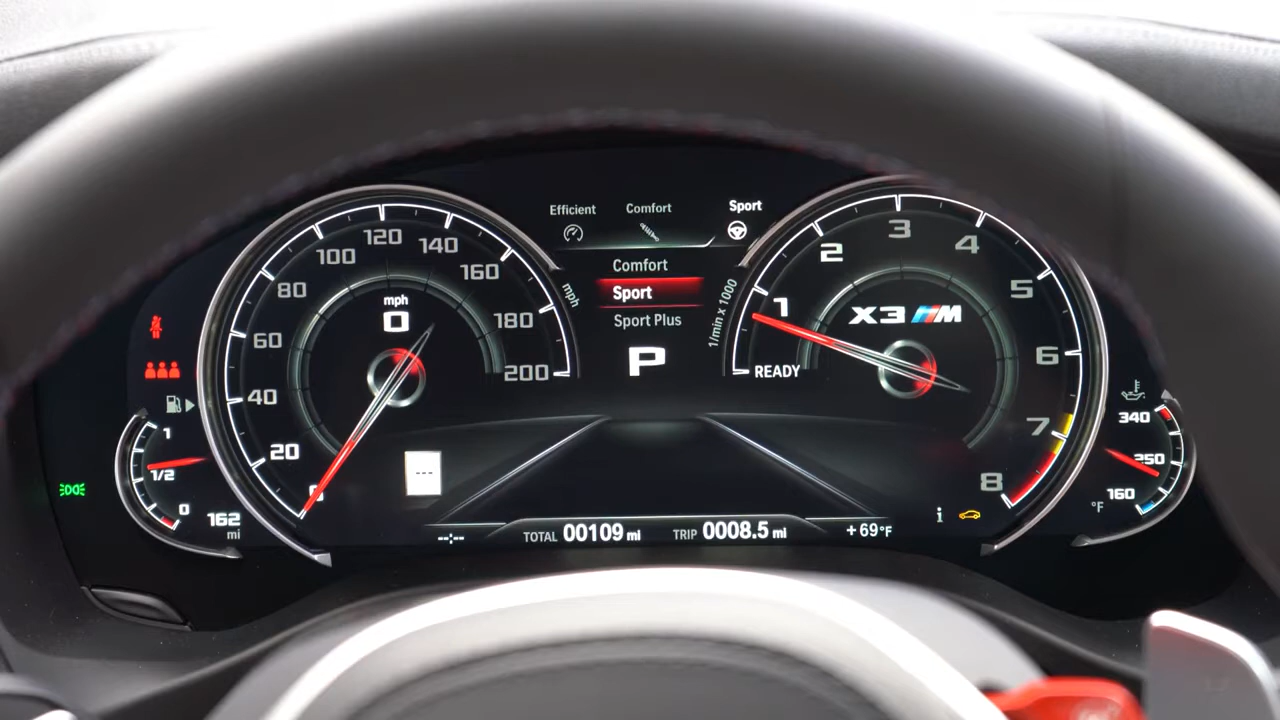 Efficient Comfort Sport
Comfort
Sport
Sport Plus
P
mph
0
20
40
60
80
100
120
140
160
180
200
mph
1/min x 1000
READY
1
2
3
4
5
6
7
8
X3 M
1
1/2
0
162
mi
340
250
160
°F
---
--:--
TOTAL 00109 mi
TRIP 0008.5 mi
i
+69°F